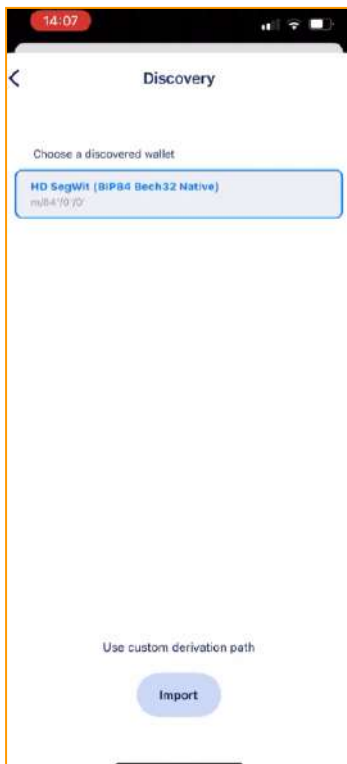 14:07
Discovery
Choose a discovered wallet
HD SegWit (BIP84 Bech32 Native)
m/84'/0'/0'
Use custom derivation path
Import